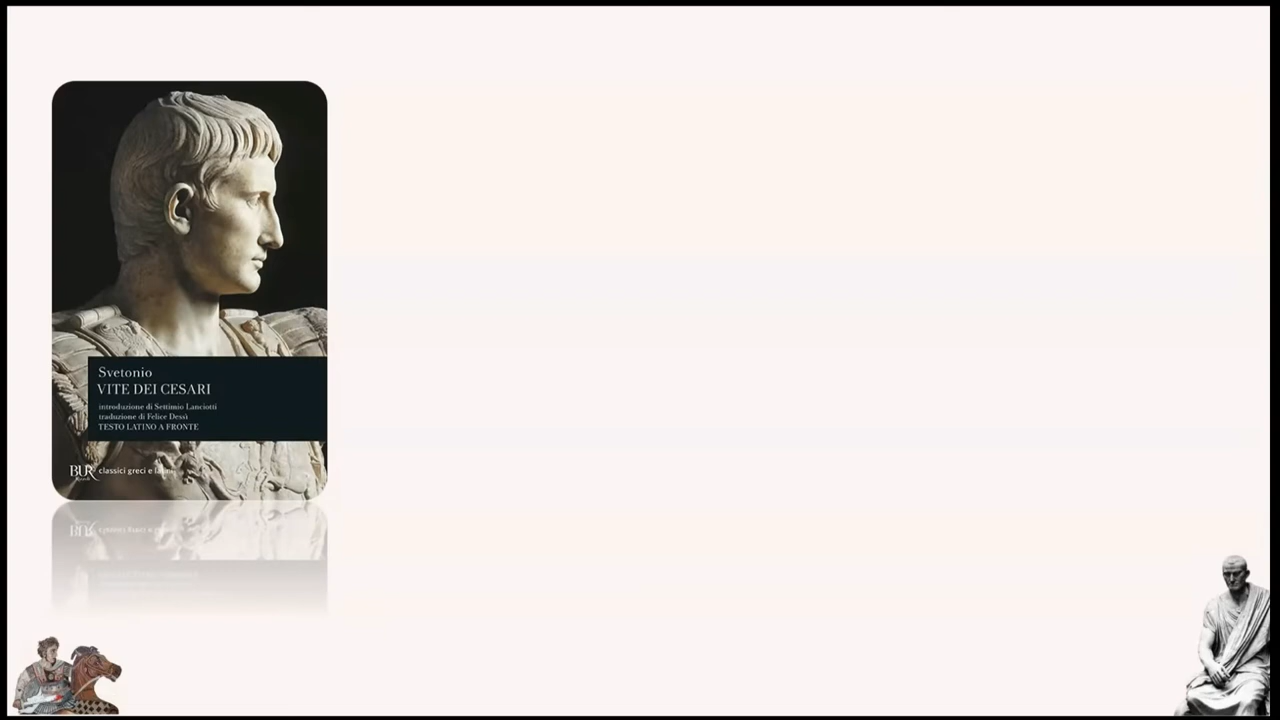 Svetonio
VITE DEI CESARI
introduzione di Settimio Lanciotti
traduzione di Felice Dessì
TESTO LATINO A FRONTE
BUR classici greci e latini